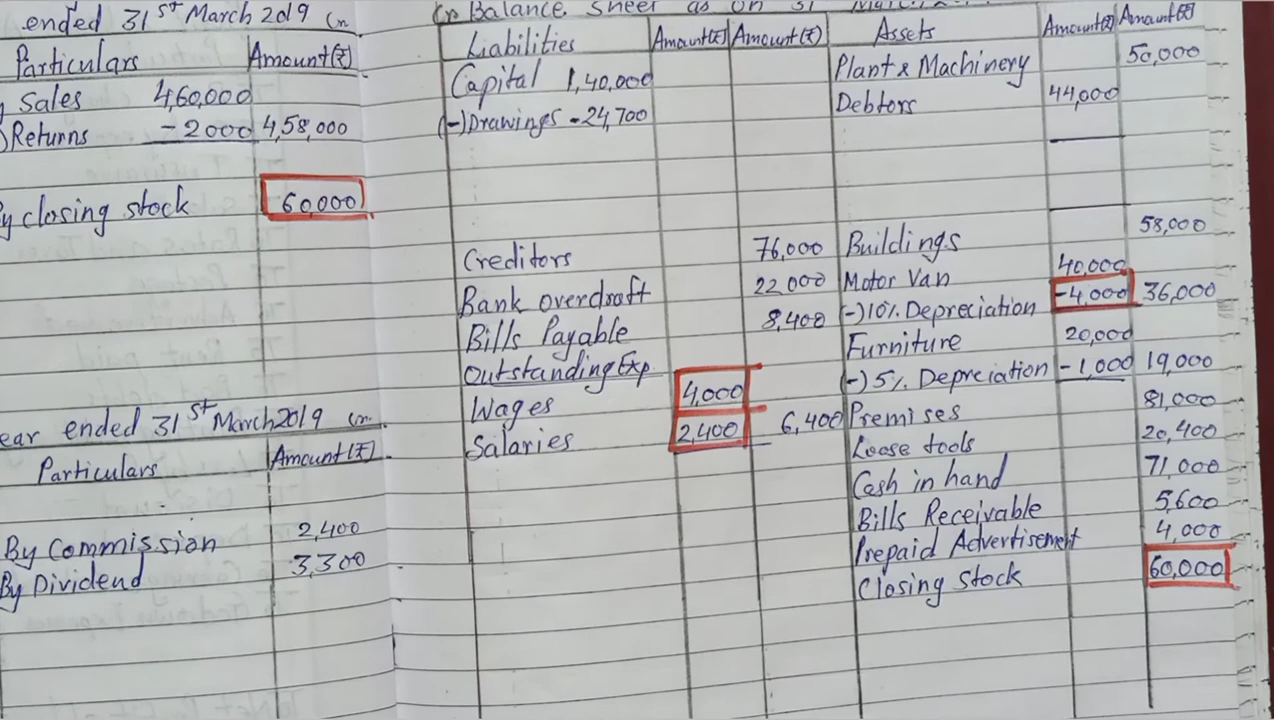 ended 31st March 2019 Cr.
Particulars Amount(₹)
Sales 4,60,000
Returns -2000 4,58,000
By closing stock 60,000
ear ended 31st March2019 Cr.
Particulars Amount(₹)
By Commission 2,400
By Dividend 3,300
Balance Sheet as on 31
Liabilities Amount(₹) Amount(₹) Assets Amount(₹) Amount(₹)
Capital 1,40,000 Plant & Machinery 50,000
(-)Drawings -24,700 Debtors 44,000
58,000
Creditors 76,000 Buildings
Bank overdraft 22,000 Motor Van 40,000
Bills Payable 8,400 (-)10% Depreciation -4,000 36,000
Outstanding Exp Furniture 20,000
Wages 4,000 (-)5% Depreciation -1,000 19,000
Salaries 2,400 6,400 Premises 81,000
Loose tools 20,400
Cash in hand 71,000
Bills Receivable 5,600
Prepaid Advertisement 4,000
Closing Stock 60,000